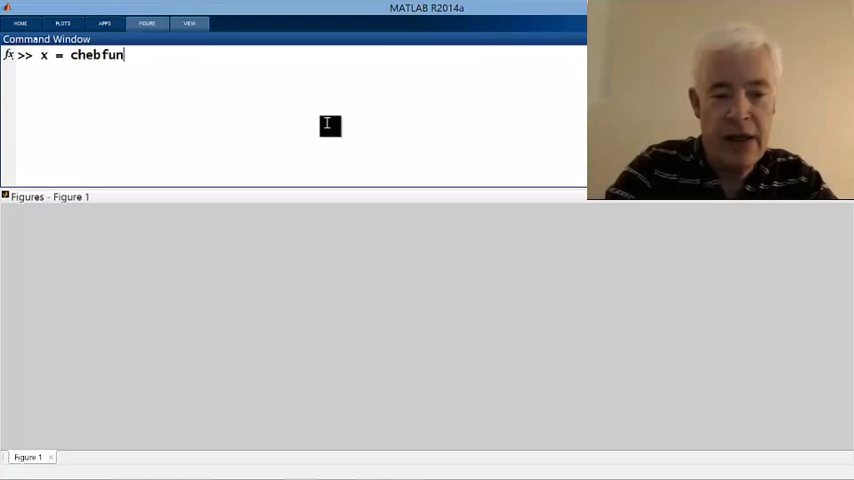 MATLAB R2014a
HOME PLOTS APPS FIGURE VIEW
Command Window
fx >> x = chebfun
Figures - Figure 1
Figure 1